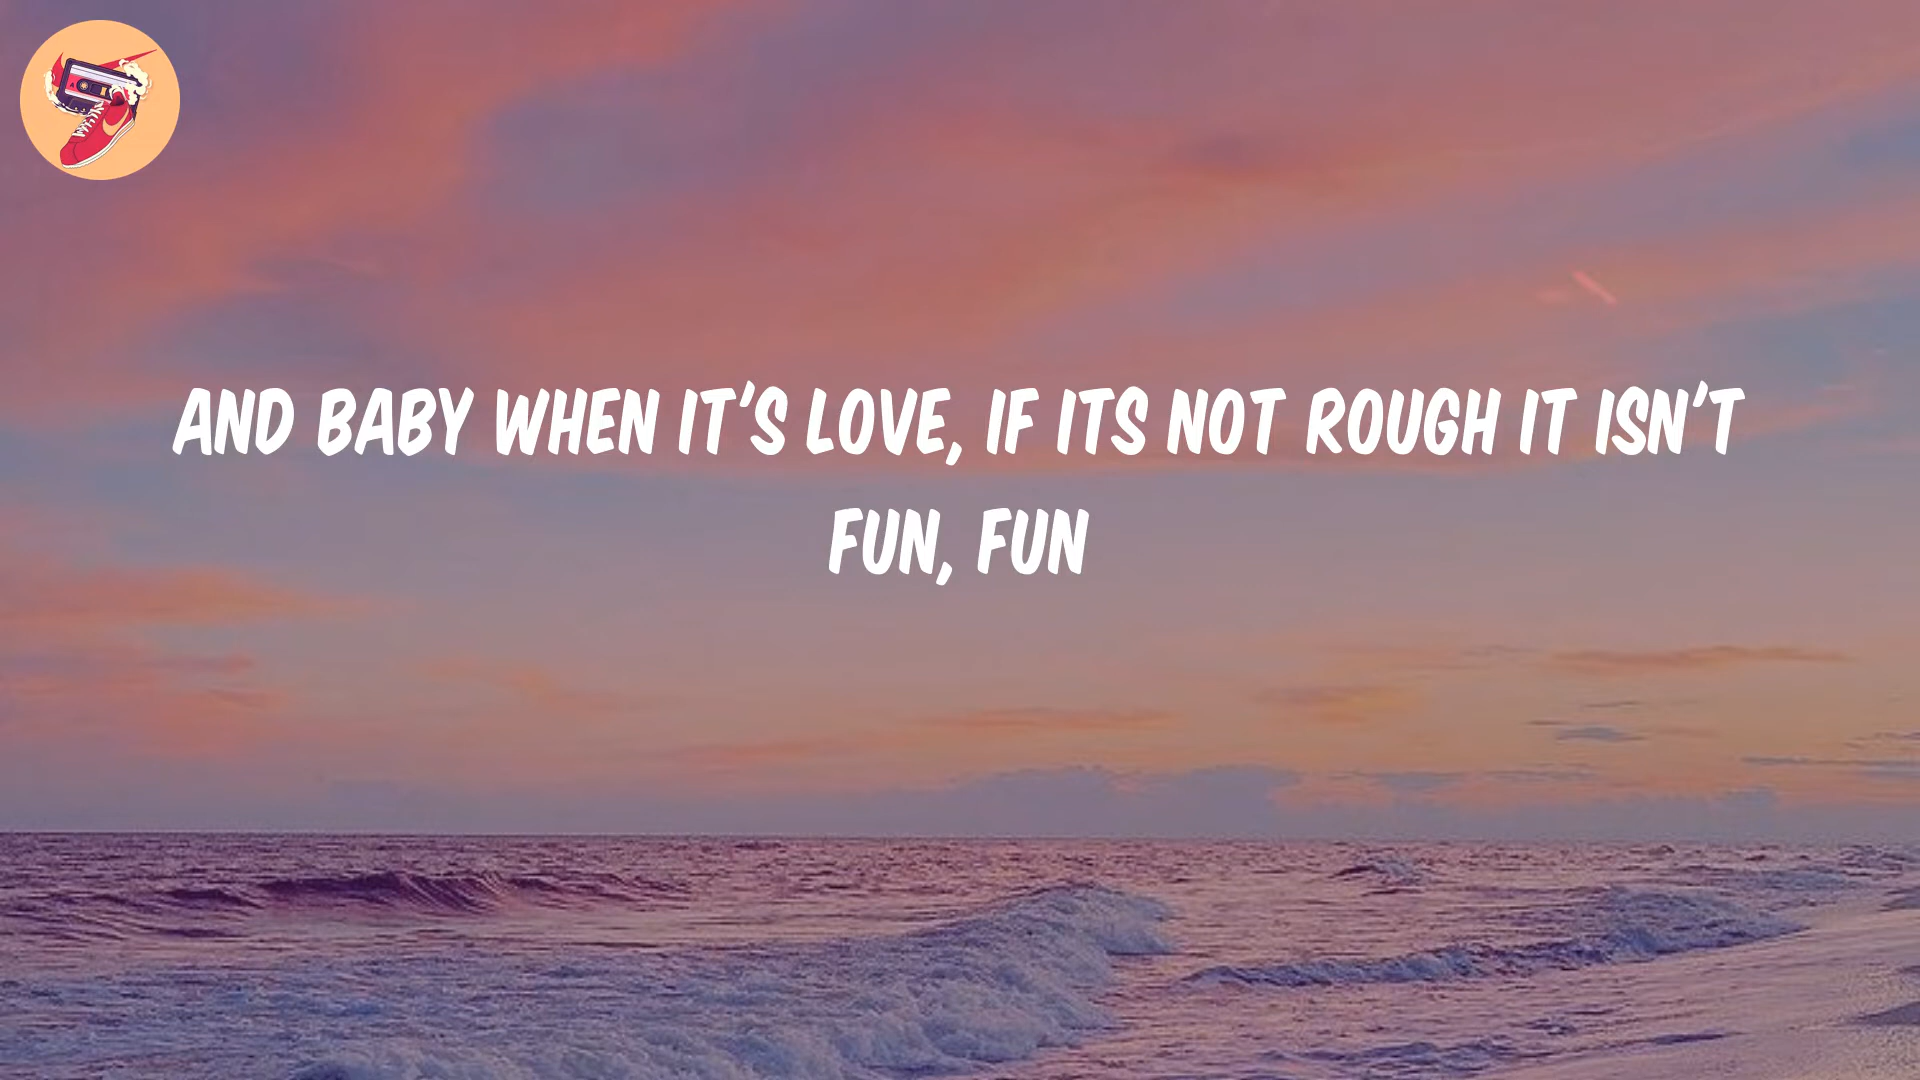 AND BABY WHEN IT'S LOVE, IF ITS NOT ROUGH IT ISN'T
FUN, FUN